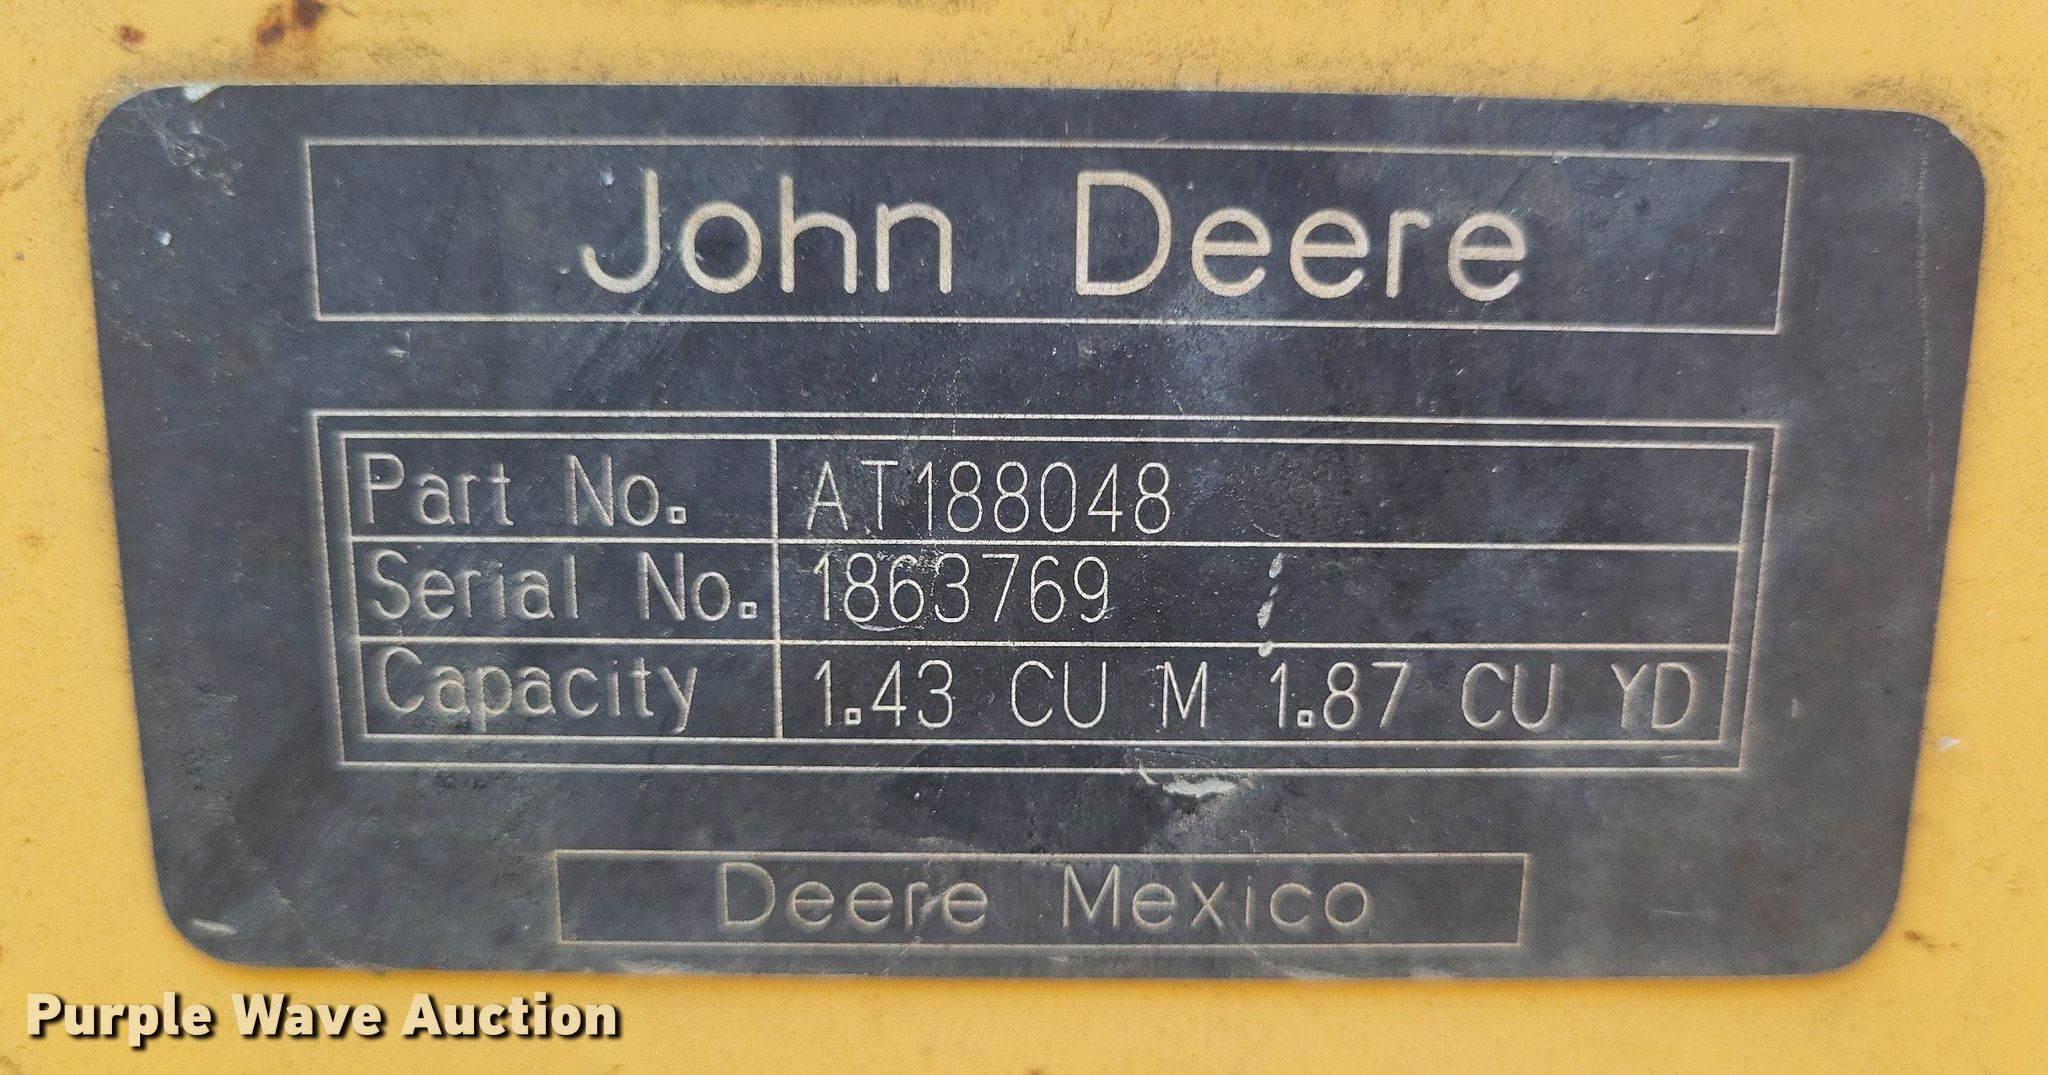 John Deere
Part No. AT188048
Serial No. 1863769
Capacity 1.43 CU M 1.87 CU YD
Deere Mexico
Purple Wave Auction